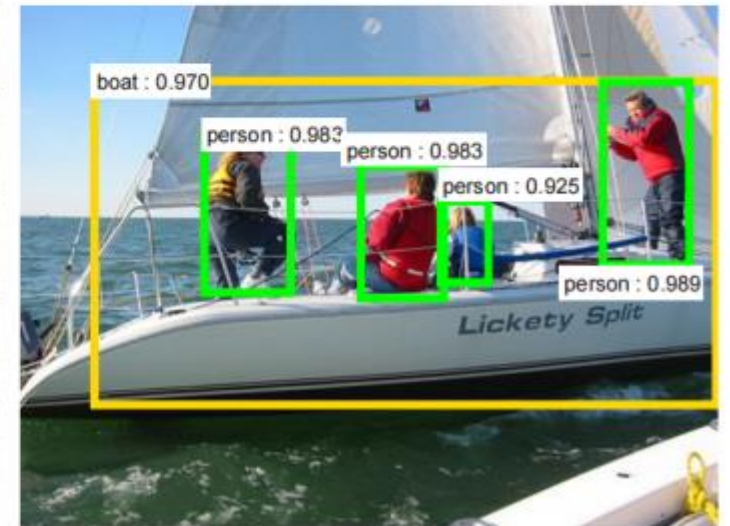 boat : 0.970
person : 0.983
person : 0.983
person : 0.925
person : 0.989
Lickety Split